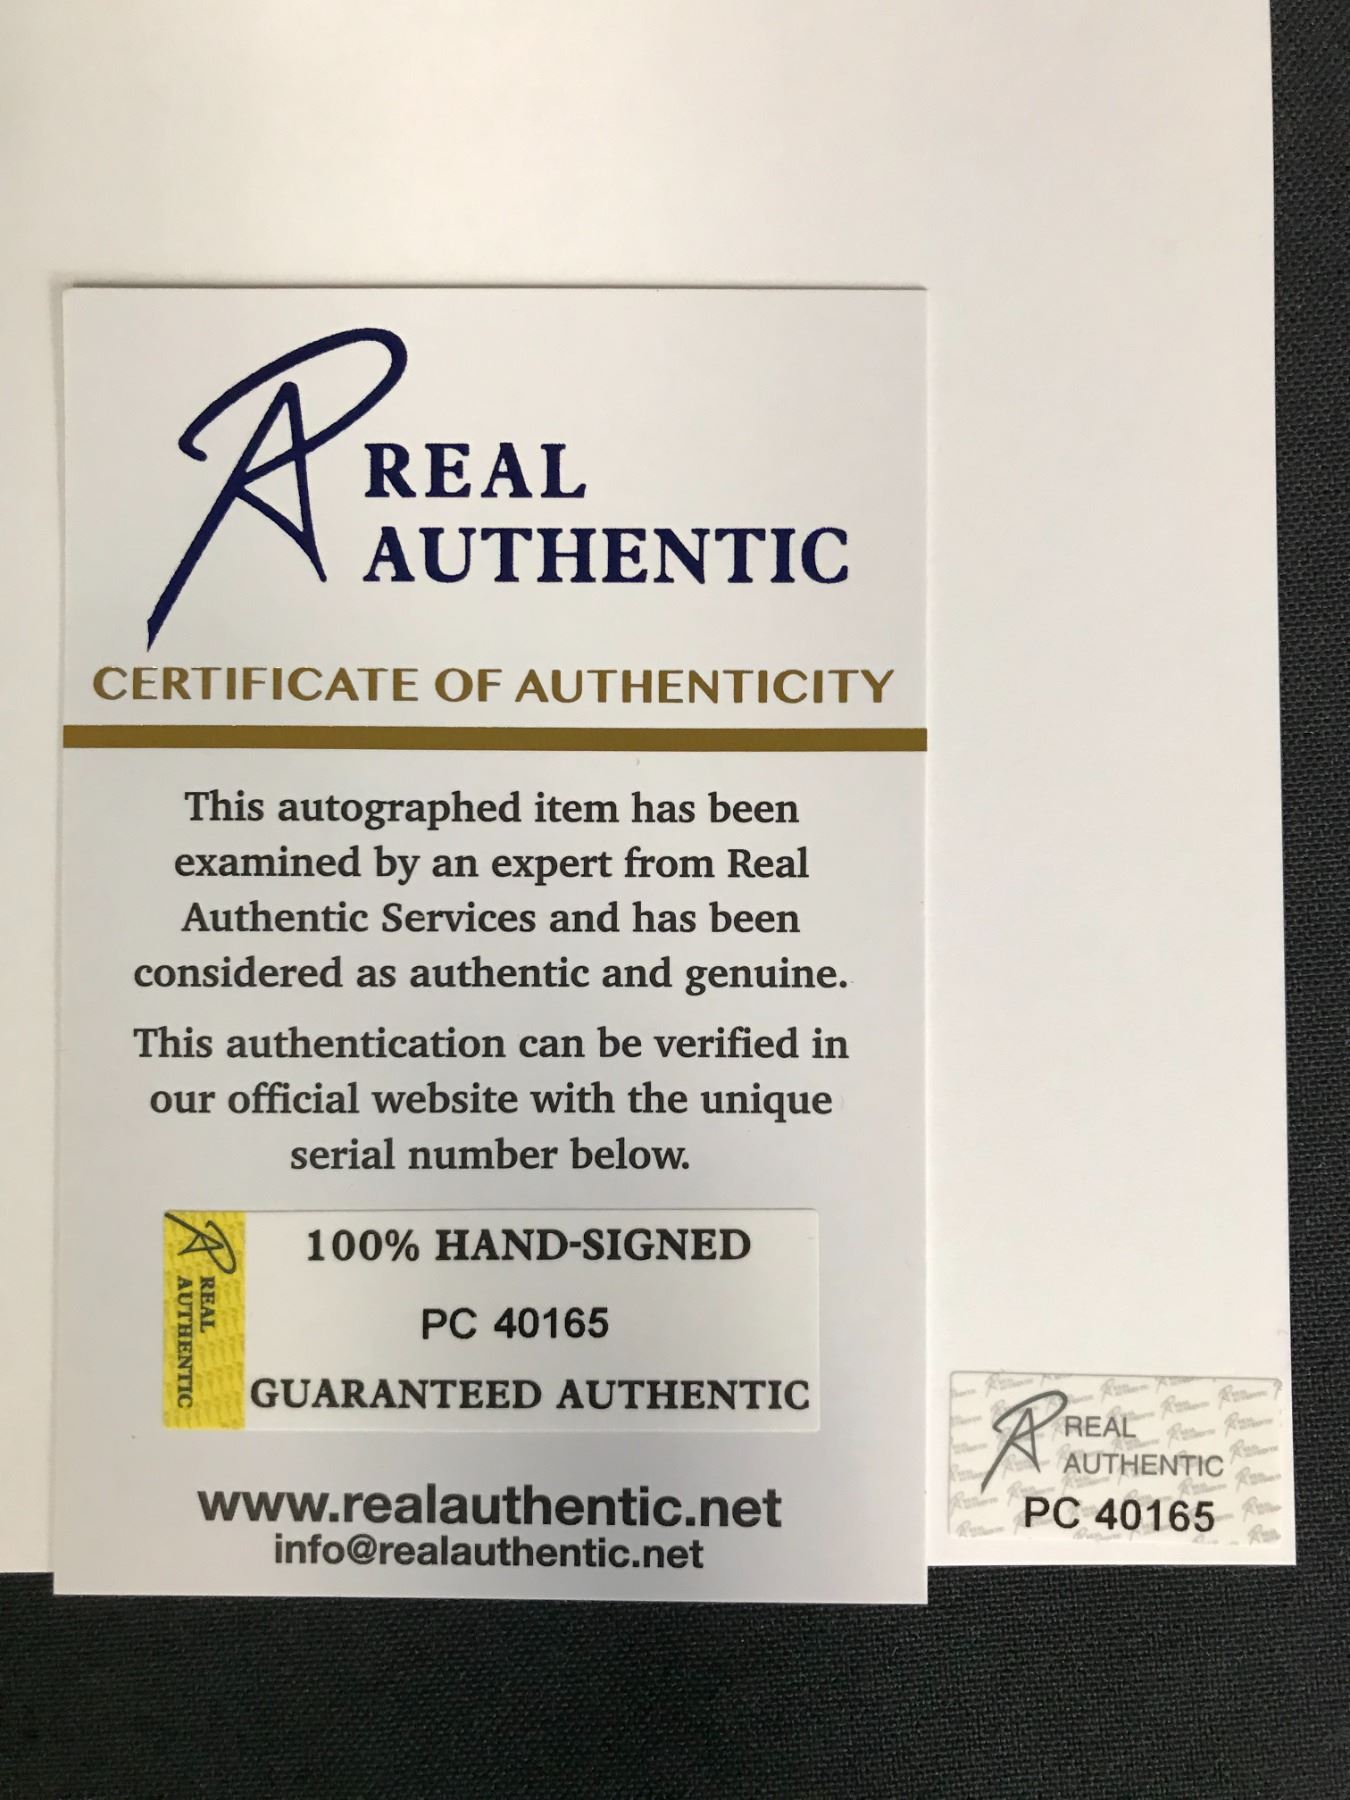 REAL
AUTHENTIC
CERTIFICATE OF AUTHENTICITY
This autographed item has been
examined by an expert from Real
Authentic Services and has been
considered as authentic and genuine.
This authentication can be verified in
our official website with the unique
serial number below.
REAL
AUTHENTIC
100% HAND-SIGNED
PC 40165
GUARANTEED AUTHENTIC
www.realauthentic.net
info@realauthentic.net
REAL
AUTHENTIC
PC 40165